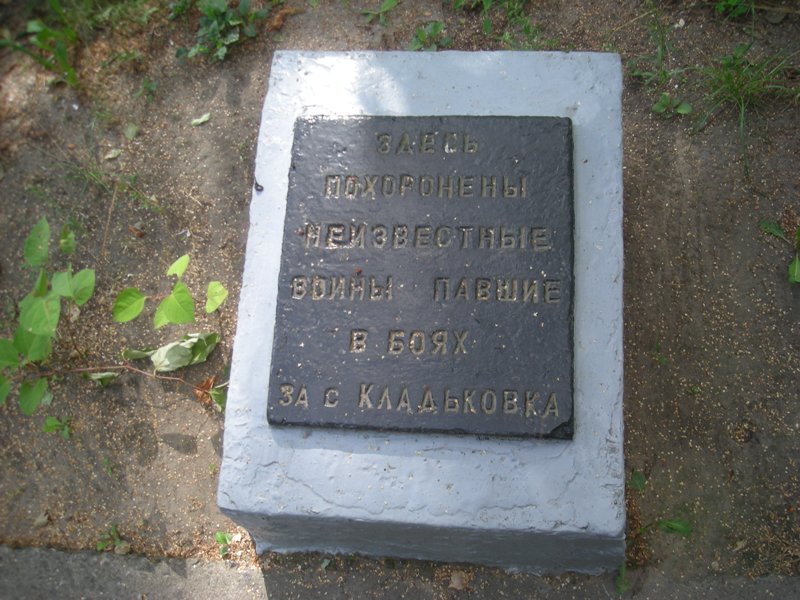 ЗДЕСЬ
ПОХОРОНЕНЫ
НЕИЗВЕСТНЫЕ
ВОИНЫ ПАВШИЕ
В БОЯХ
ЗА С КЛАДЬКОВКА